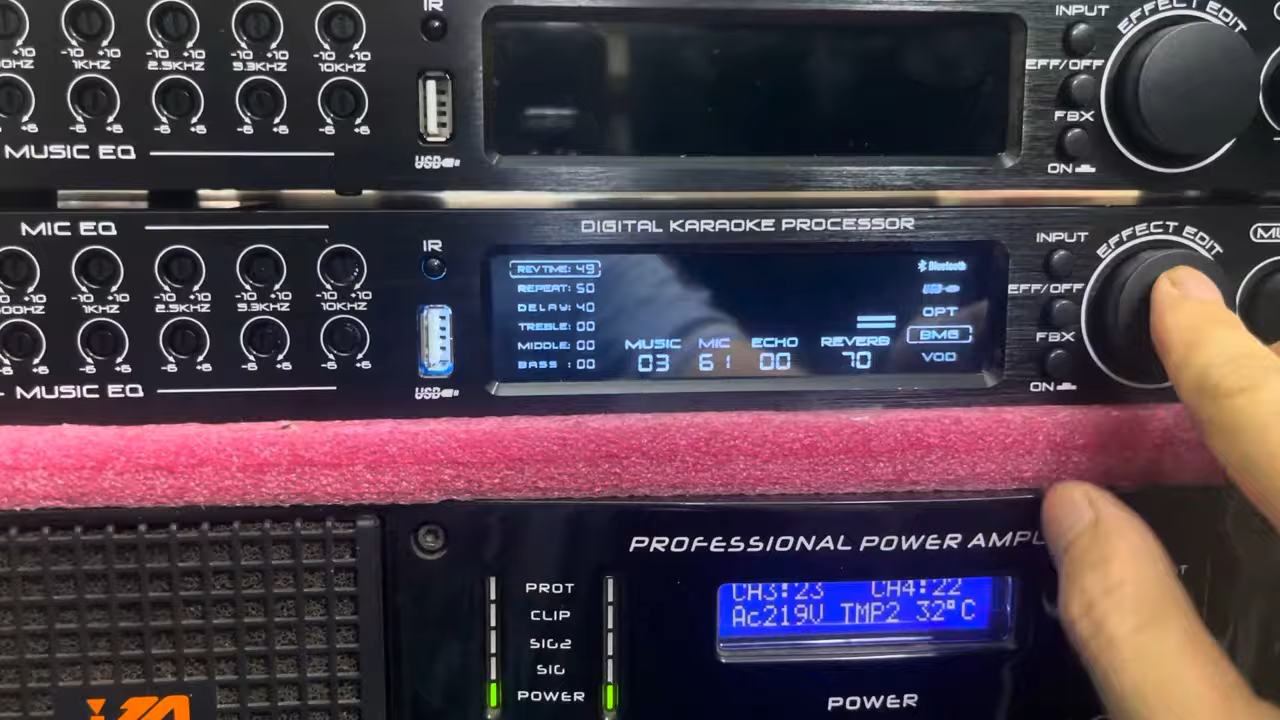 IR
INPUT
EFFECT EDIT
-10 +10 -10 +10 -10 +10 -10 +10
1KHZ 2.5KHZ 9.3KHZ 10KHZ
EFF/OFF
-6 +6 -6 +6 -6 +6 -6 +6
FBX
MUSIC EQ
USB
ON
MIC EQ
DIGITAL KARAOKE PROCESSOR
IR
INPUT
EFFECT EDIT
REVTIME: 49
Bluetooth
REPEAT: 50
USB
EFF/OFF
-10 +10 -10 +10 -10 +10 -10 +10
1KHZ 2.5KHZ 9.3KHZ 10KHZ
DELAW: 40
OPT
TREBLE: 00
BMG
FBX
MIDDLE: 00
MUSIC MIC ECHO REVERB
VOD
BASS : 00
03 61 00 70
-6 +6 -6 +6 -6 +6 -6 +6
MUSIC EQ
USB
ON
PROFESSIONAL POWER AMPL
PROT
CH3:23 CH4:22
CLIP
Ac219V TMP2 32°C
SIG2
SIG
POWER
POWER